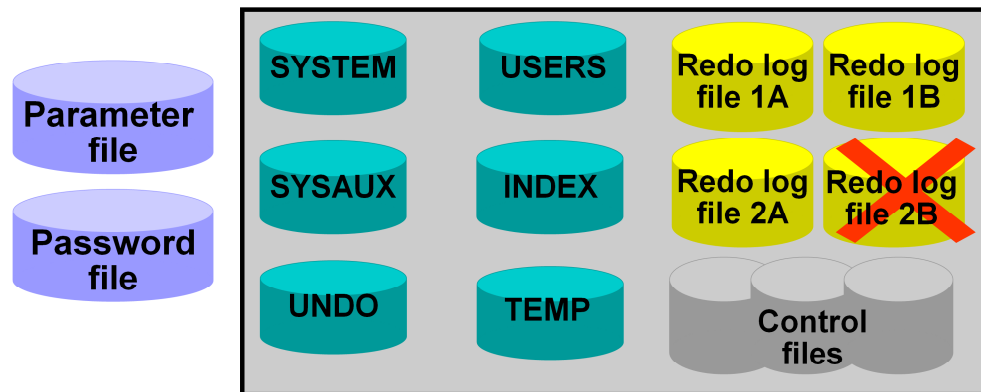 Parameter
file
Password
file
SYSTEM
USERS
Redo log
file 1A
Redo log
file 1B
SYSAUX
INDEX
Redo log
file 2A
Redo log
file 2B
UNDO
TEMP
Control
files